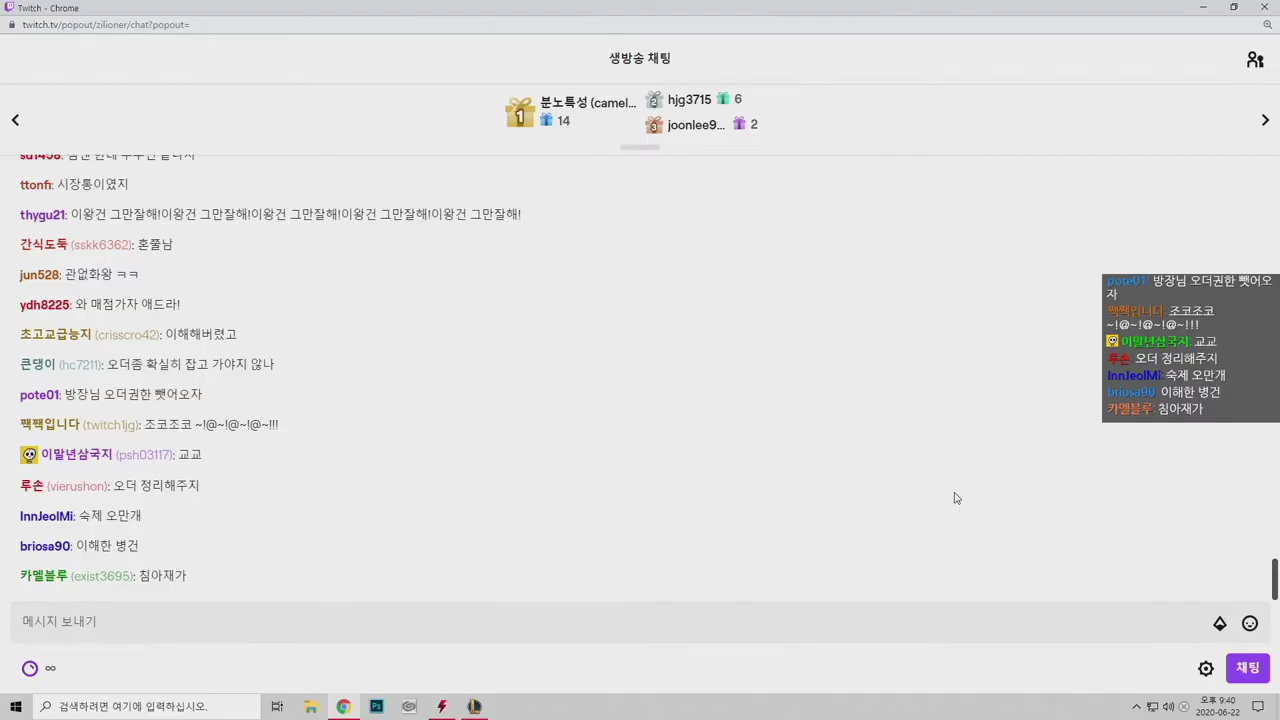 Twitch - Chrome
twitch.tv/popout/zilioner/chat?popout=
생방송 채팅
1 분노특성 (camel... 14
2 hjg3715 6
3 joonlee9... 2
ttonfi: 시장통이였지
thygu21: 이왕건 그만잘해!이왕건 그만잘해!이왕건 그만잘해!이왕건 그만잘해!이왕건 그만잘해!
간식도둑 (sskk6362): 혼쭐남
jun528: 관없화왕 ㅋㅋ
ydh8225: 와 매점가자 애드라!
초고교급능지 (crisscro42): 이해해버렸고
큰댕이 (hc7211): 오더좀 확실히 잡고 가야지 않나
pote01: 방장님 오더권한 뺏어오자
짹짹입니다 (twitch1jg): 조코조코 ~!@~!@~!@~!!!
이말년삼국지 (psh03117): 교교
루손 (vierushon): 오더 정리해주지
InnJeolMi: 숙제 오만개
briosa90: 이해한 병건
카멜블루 (exist3695): 침아재가
pote01: 방장님 오더권한 뺏어오
자
짹짹입니다: 조코조코
~!@~!@~!@~!!!
이말년삼국지: 교교
루손: 오더 정리해주지
InnJeolMi: 숙제 오만개
briosa90: 이해한 병건
카멜블루: 침아재가
메시지 보내기
∞
채팅
검색하려면 여기에 입력하십시오.
Ps
오후 9:40
2020-06-22